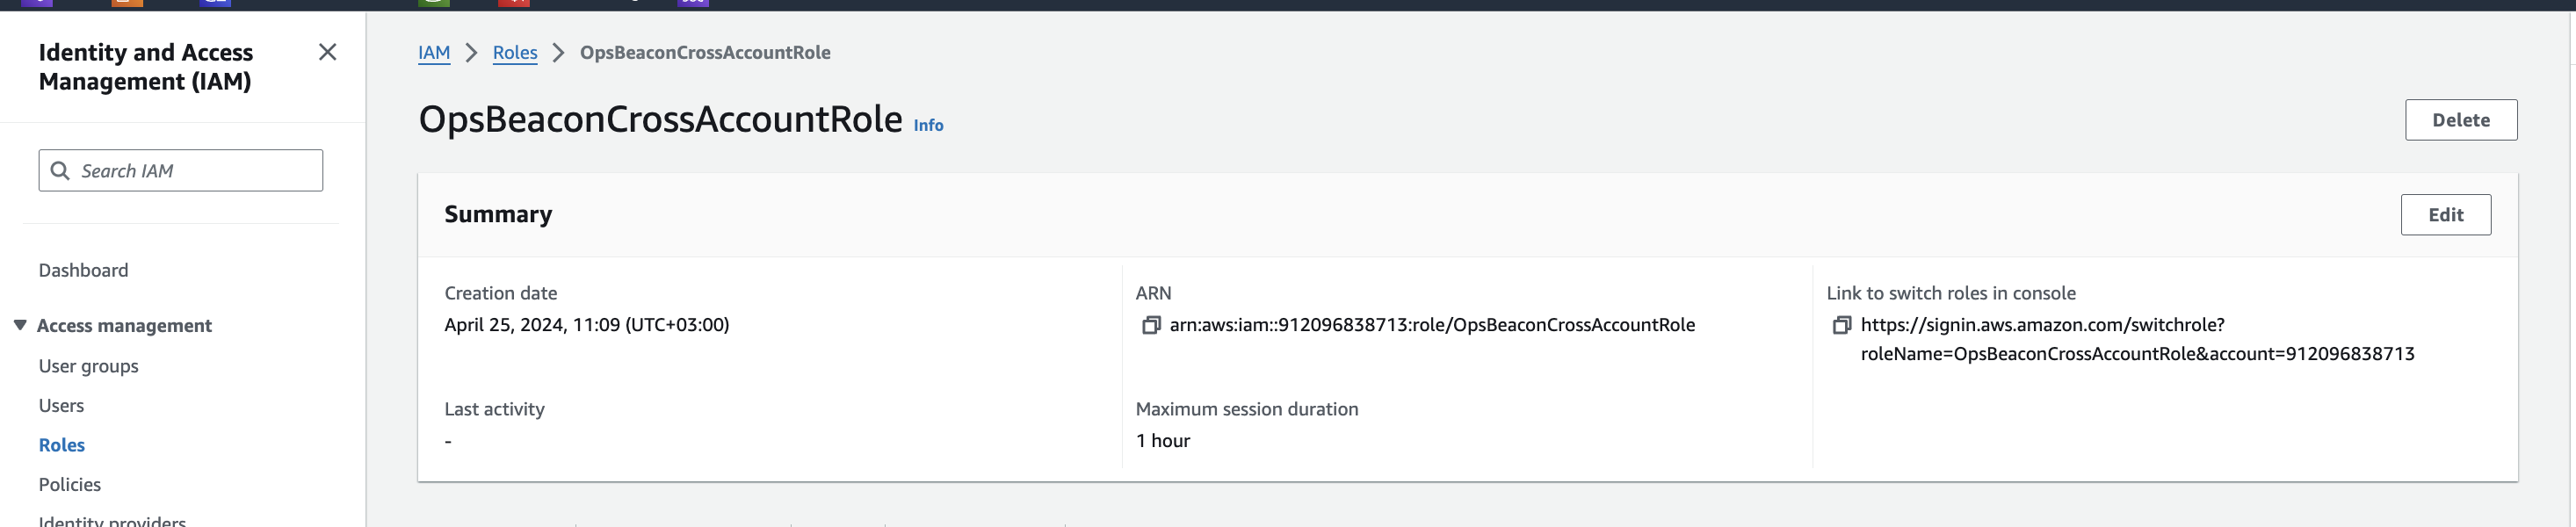 Identity and Access
Management (IAM)
Search IAM
Dashboard
Access management
User groups
Users
Roles
Policies
Identity providers
IAM
Roles
OpsBeaconCrossAccountRole
OpsBeaconCrossAccountRole
Info
Delete
Summary
Edit
Creation date
April 25, 2024, 11:09 (UTC+03:00)
ARN
arn:aws:iam::912096838713:role/OpsBeaconCrossAccountRole
Link to switch roles in console
https://signin.aws.amazon.com/switchrole?
roleName=OpsBeaconCrossAccountRole&account=912096838713
Last activity
-
Maximum session duration
1 hour